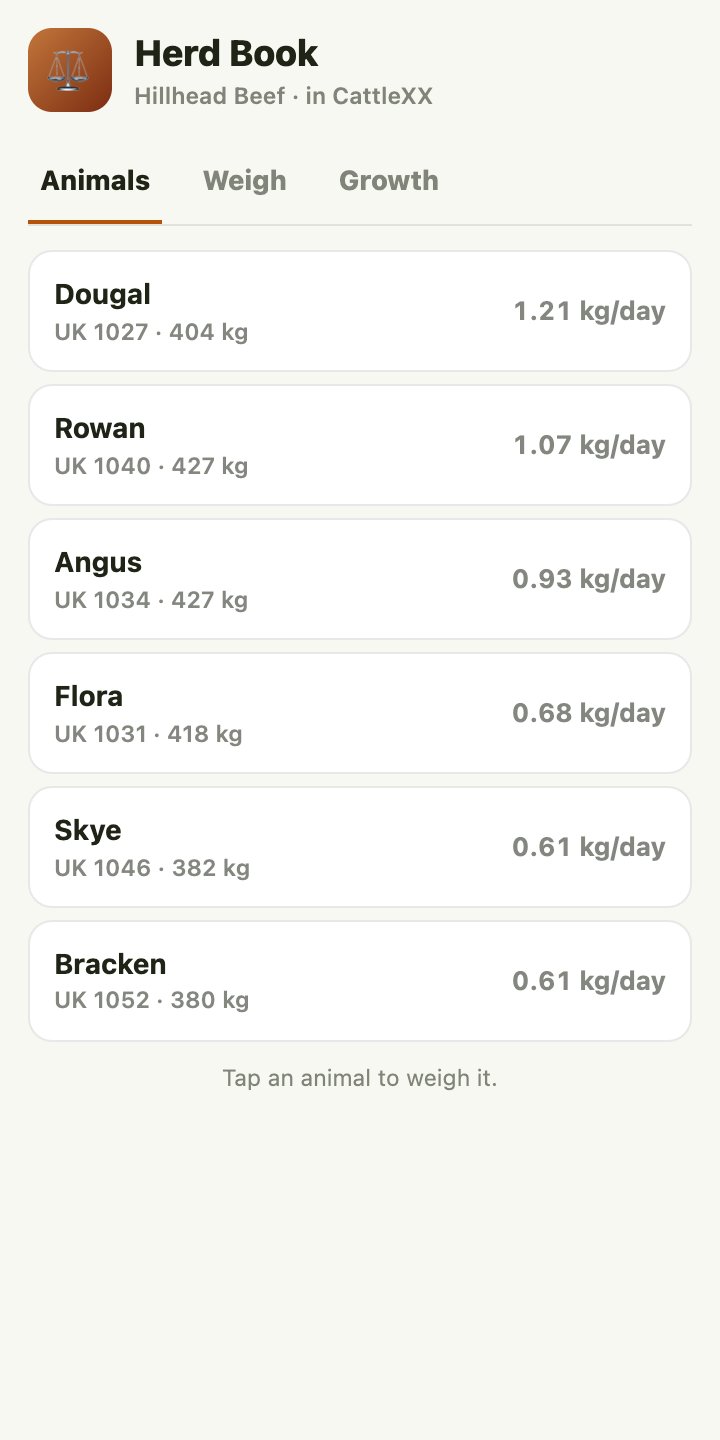 Herd Book
Hillhead Beef · in CattleXX
Animals Weigh Growth
Dougal
UK 1027 · 404 kg
1.21 kg/day
Rowan
UK 1040 · 427 kg
1.07 kg/day
Angus
UK 1034 · 427 kg
0.93 kg/day
Flora
UK 1031 · 418 kg
0.68 kg/day
Skye
UK 1046 · 382 kg
0.61 kg/day
Bracken
UK 1052 · 380 kg
0.61 kg/day
Tap an animal to weigh it.